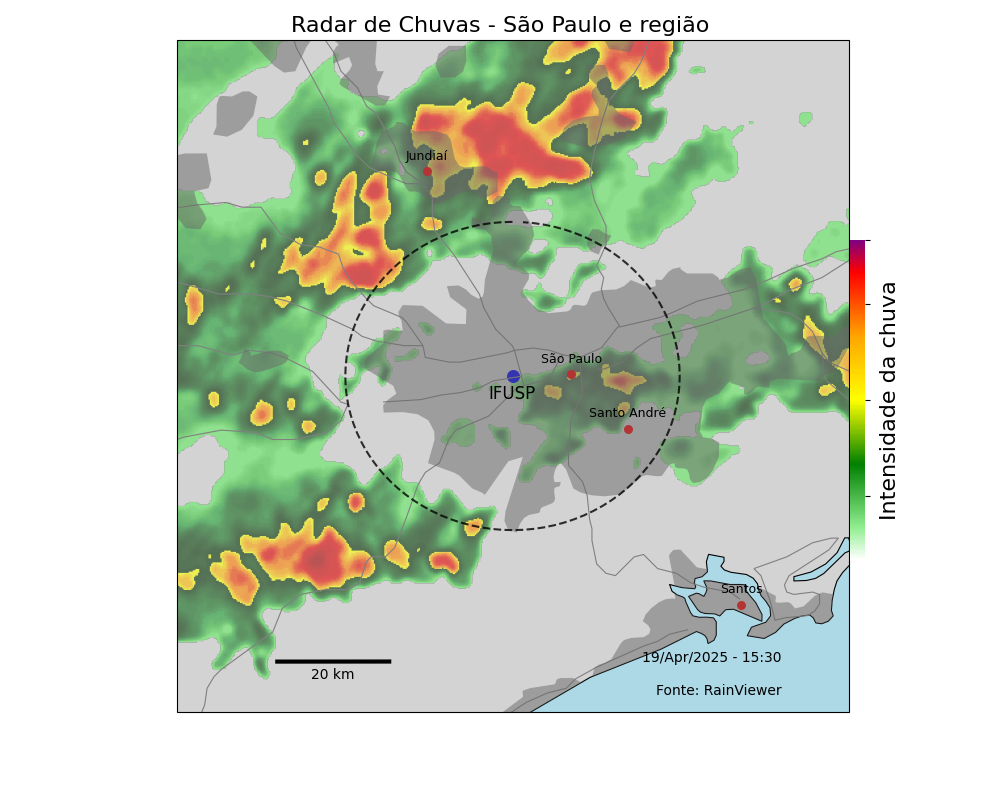 Radar de Chuvas - São Paulo e região
Jundiaí
São Paulo
IFUSP
Santo André
Intensidade da chuva
Santos
19/Apr/2025 - 15:30
20 km
Fonte: RainViewer